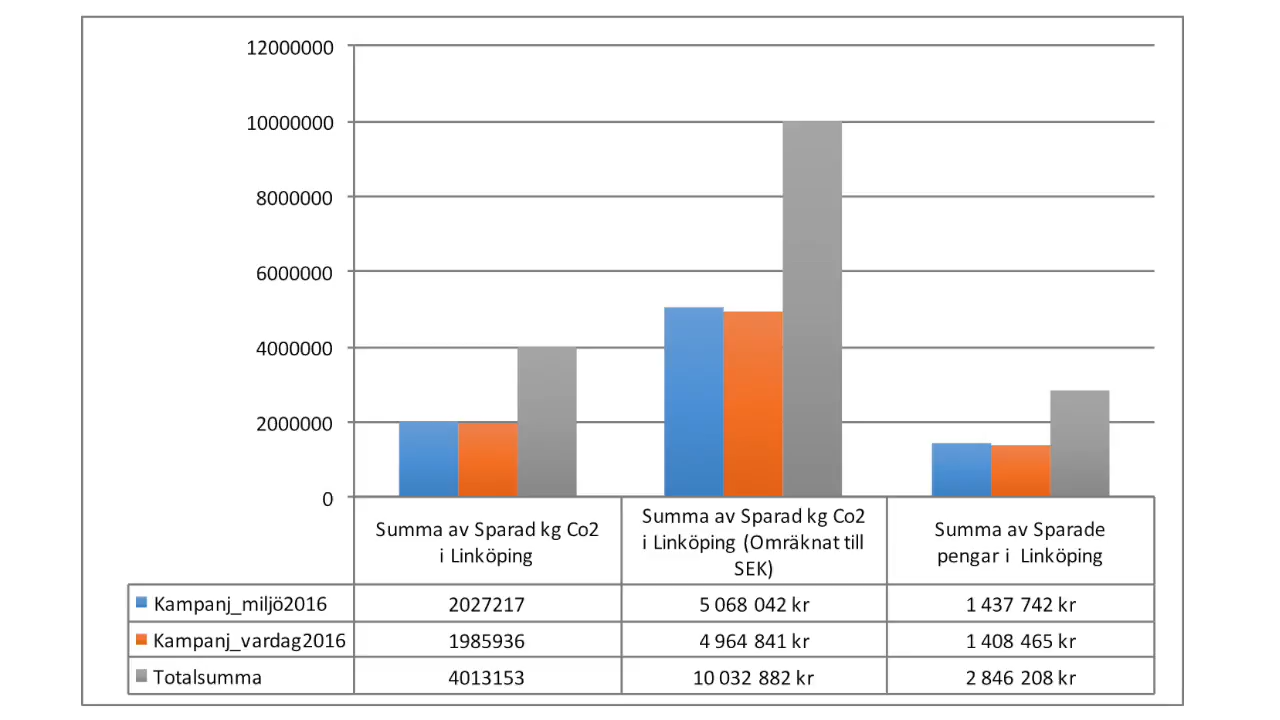 12000000
10000000
8000000
6000000
4000000
2000000
0
Summa av Sparad kg Co2
i Linköping
Summa av Sparad kg Co2
i Linköping (Omräknat till
SEK)
Summa av Sparade
pengar i Linköping
Kampanj_miljö2016 2027217 5 068 042 kr 1 437 742 kr
Kampanj_vardag2016 1985936 4 964 841 kr 1 408 465 kr
Totalsumma 4013153 10 032 882 kr 2 846 208 kr